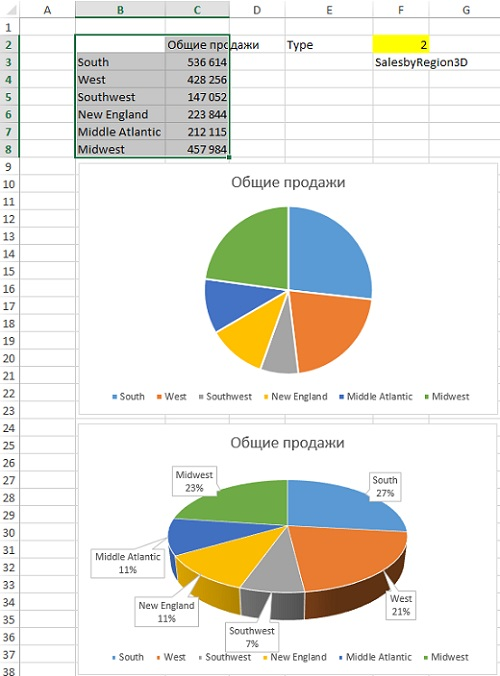 A B C D E F G
1
2 Общие продажи Type 2
3 South 536 614 SalesbyRegion3D
4 West 428 256
5 Southwest 147 052
6 New England 223 844
7 Middle Atlantic 212 115
8 Midwest 457 984
9
10 Общие продажи
11
12
13
14
15
16
17
18
19
20
21
22 South West Southwest New England Middle Atlantic Midwest
23
24
25 Общие продажи
26
27 Midwest South
28 23% 27%
29
30
31
32 Middle Atlantic
33 11%
34 New England West
35 11% 21%
36 Southwest
7%
37 South West Southwest New England Middle Atlantic Midwest
38